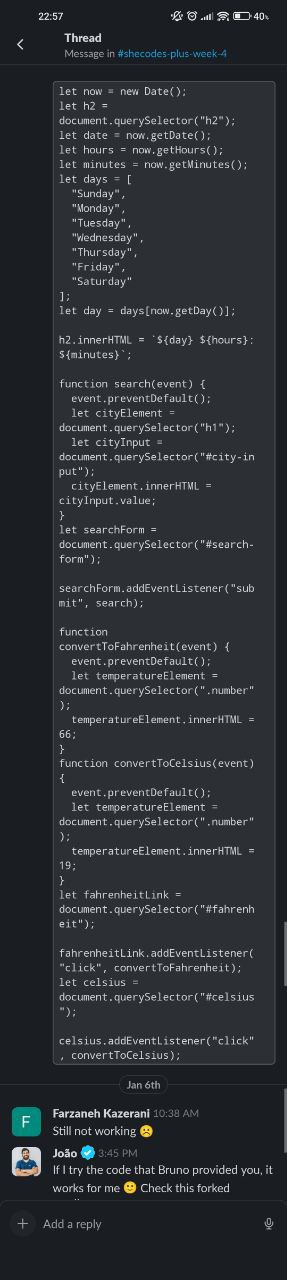 22:57
40%
Thread
Message in #shecodes-plus-week-4
let now = new Date();
let h2 =
document.querySelector("h2");
let date = now.getDate();
let hours = now.getHours();
let minutes = now.getMinutes();
let days = [
"Sunday",
"Monday",
"Tuesday",
"Wednesday",
"Thursday",
"Friday",
"Saturday"
];
let day = days[now.getDay()];
h2.innerHTML = `${day} ${hours}:
${minutes}`;
function search(event) {
event.preventDefault();
let cityElement =
document.querySelector("h1");
let cityInput =
document.querySelector("#city-in
put");
cityElement.innerHTML =
cityInput.value;
}
let searchForm =
document.querySelector("#search-
form");
searchForm.addEventListener("sub
mit", search);
function
convertToFahrenheit(event) {
event.preventDefault();
let temperatureElement =
document.querySelector(".number"
);
temperatureElement.innerHTML =
66;
}
function convertToCelsius(event)
{
event.preventDefault();
let temperatureElement =
document.querySelector(".number"
);
temperatureElement.innerHTML =
19;
}
let fahrenheitLink =
document.querySelector("#fahrenh
eit");
fahrenheitLink.addEventListener(
"click", convertToFahrenheit);
let celsius =
document.querySelector("#celsius
");
celsius.addEventListener("click"
, convertToCelsius);
Jan 6th
F
Farzaneh Kazerani 10:38 AM
Still not working ☹️
João 3:45 PM
If I try the code that Bruno provided you, it
works for me 🙂 Check this forked
Add a reply